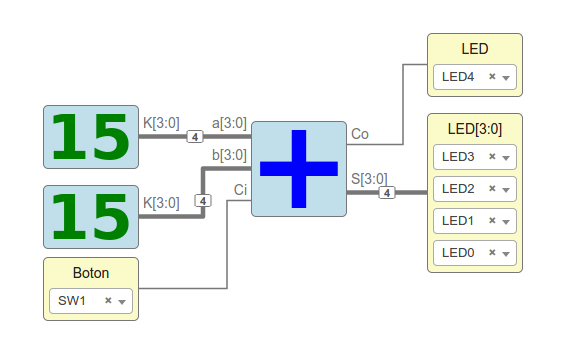 LED
LED4 × 
K[3:0]
4
a[3:0]
15
Co
LED[3:0]
b[3:0]
LED3 ×
S[3:0]
4
LED2 ×
Ci
15
K[3:0]
4
LED1 ×
LED0 ×
Boton
SW1 ×